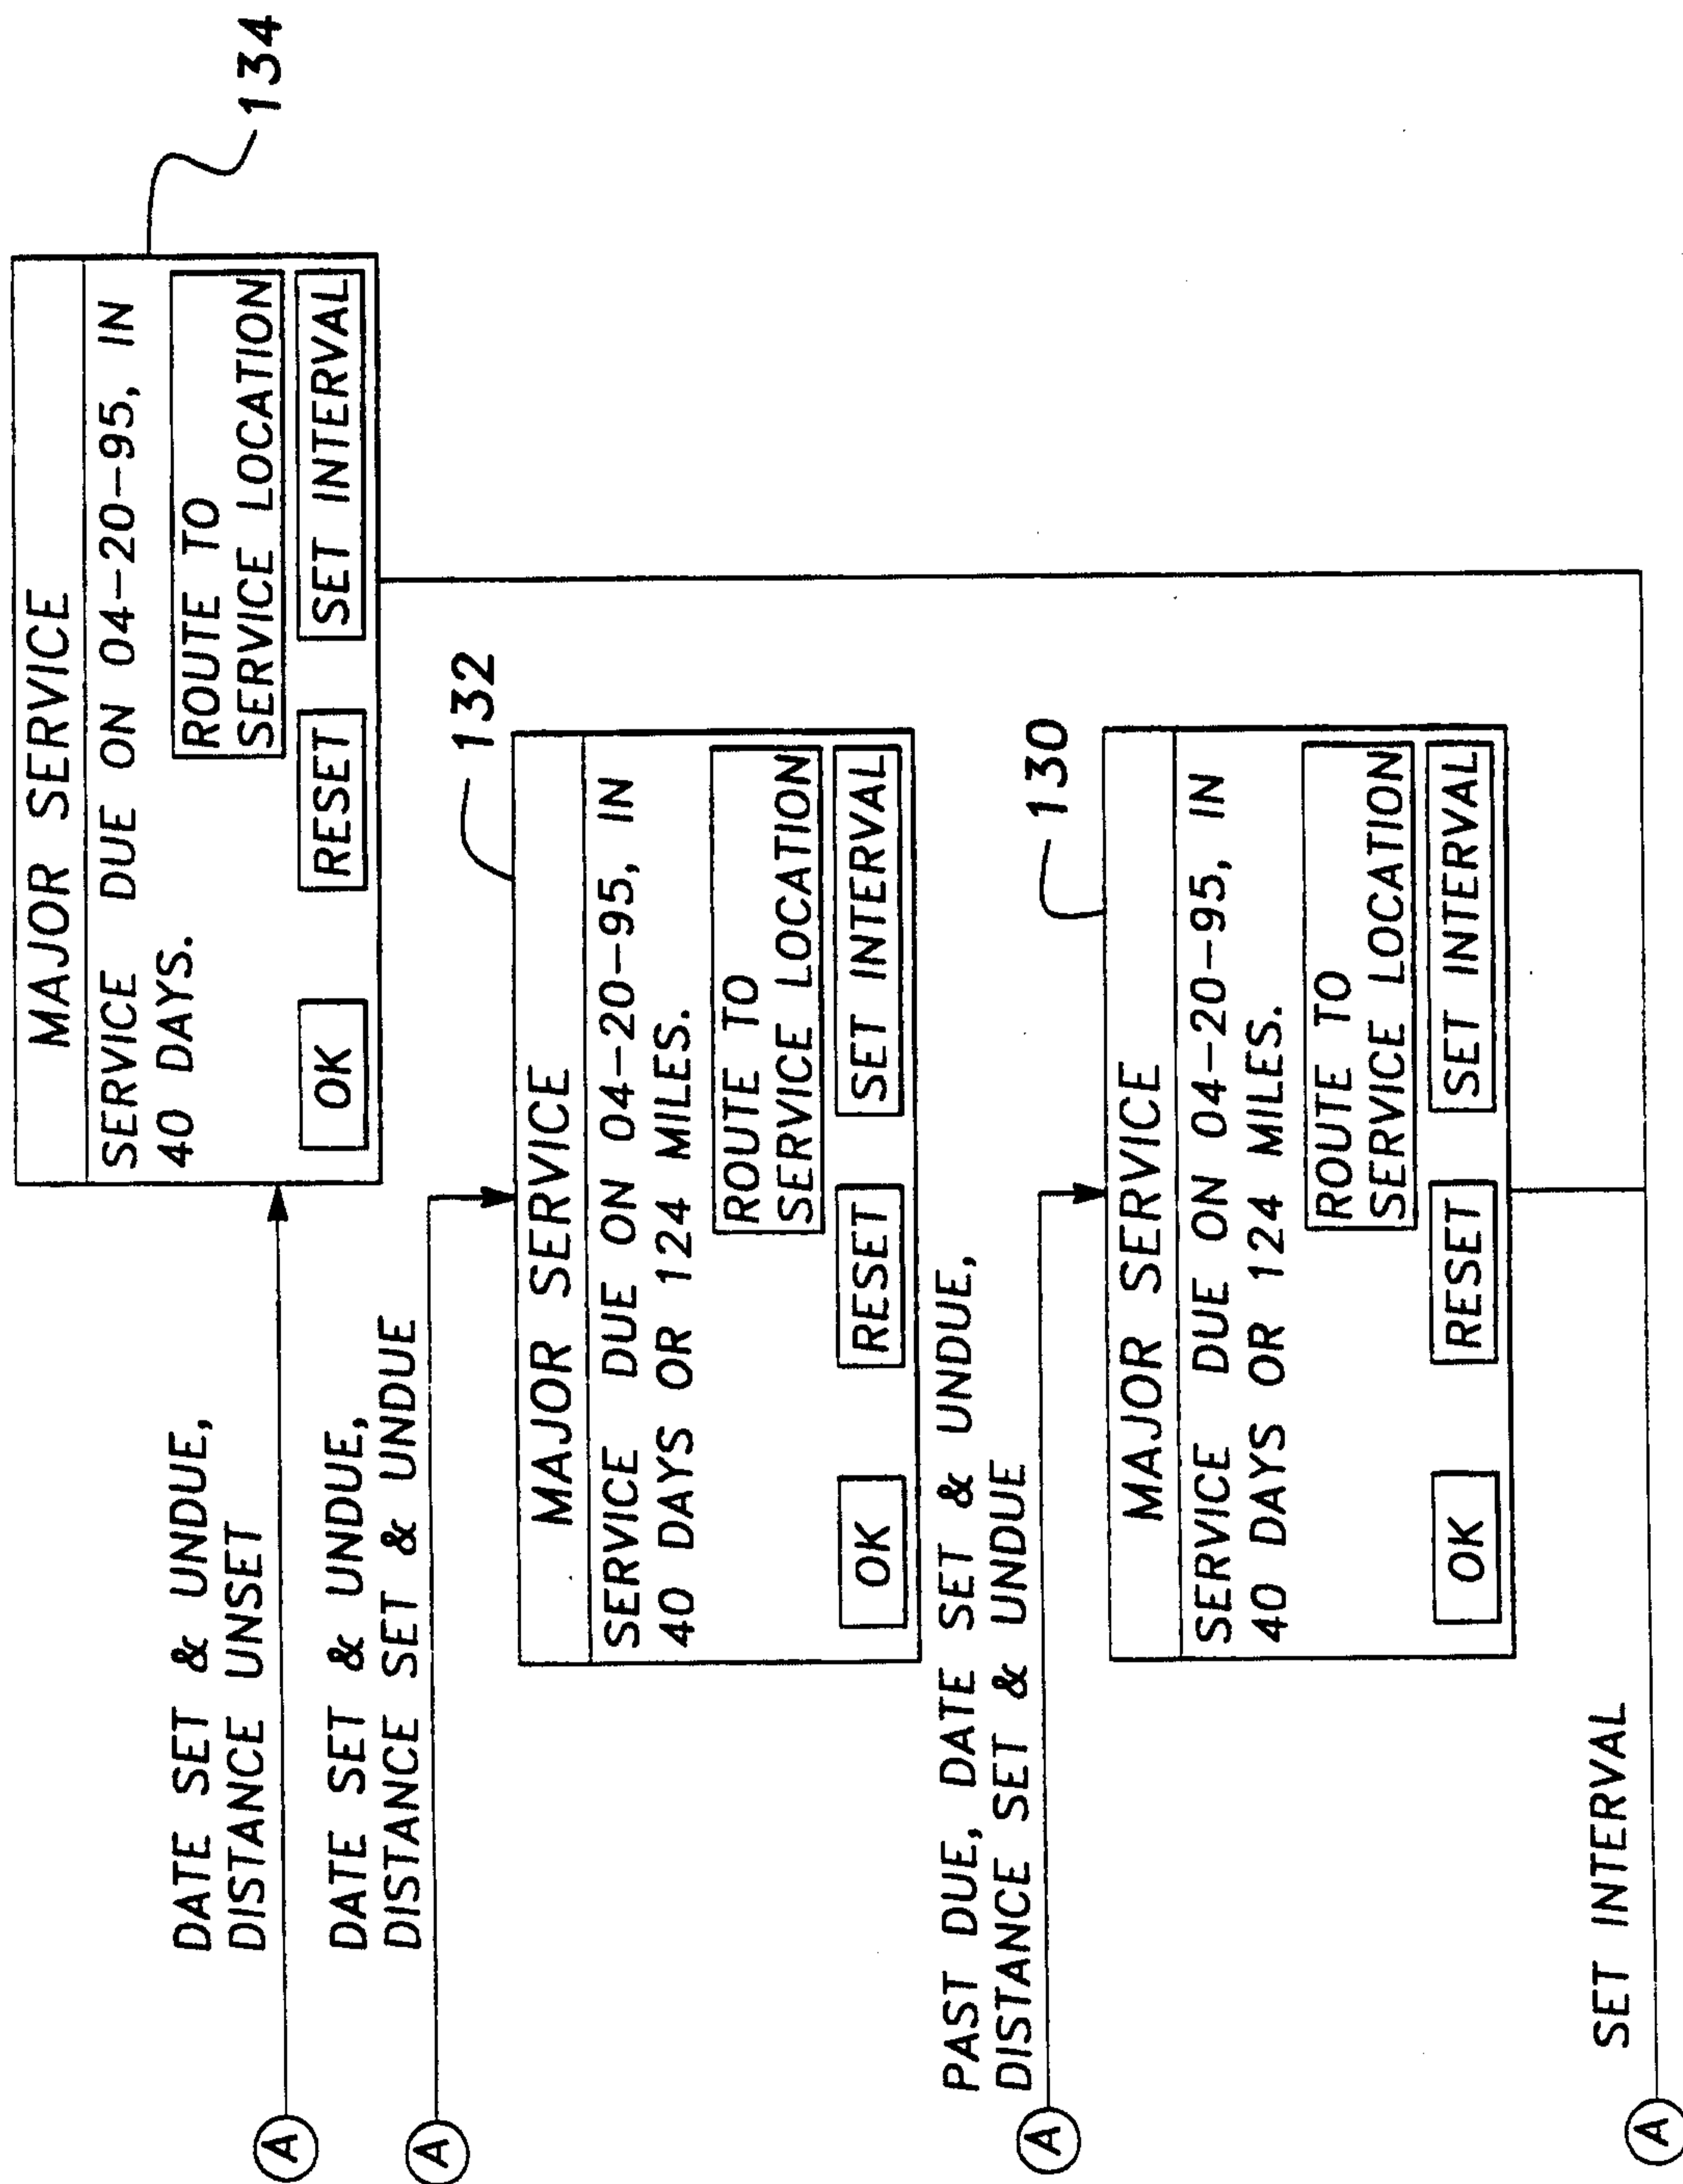 DATE SET & UNDUE,
DISTANCE UNSET
A
MAJOR SERVICE
SERVICE DUE ON 04-20-95, IN
40 DAYS.
ROUTE TO
SERVICE LOCATION
OK
RESET
SET INTERVAL
134
DATE SET & UNDUE,
DISTANCE SET & UNDUE
A
132
MAJOR SERVICE
SERVICE DUE ON 04-20-95, IN
40 DAYS OR 124 MILES.
ROUTE TO
SERVICE LOCATION
OK
RESET
SET INTERVAL
PAST DUE, DATE SET & UNDUE,
DISTANCE SET & UNDUE
A
130
MAJOR SERVICE
SERVICE DUE ON 04-20-95, IN
40 DAYS OR 124 MILES.
ROUTE TO
SERVICE LOCATION
OK
RESET
SET INTERVAL
SET INTERVAL
A